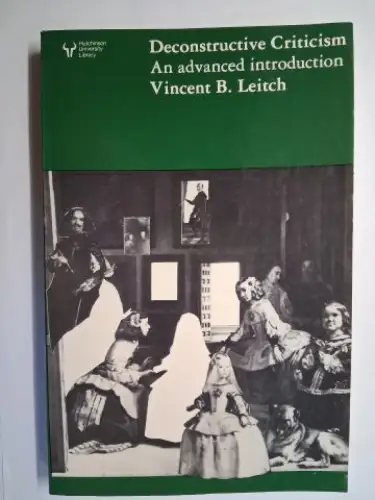 Hutchinson
University
Library
Deconstructive Criticism
An advanced introduction
Vincent B. Leitch